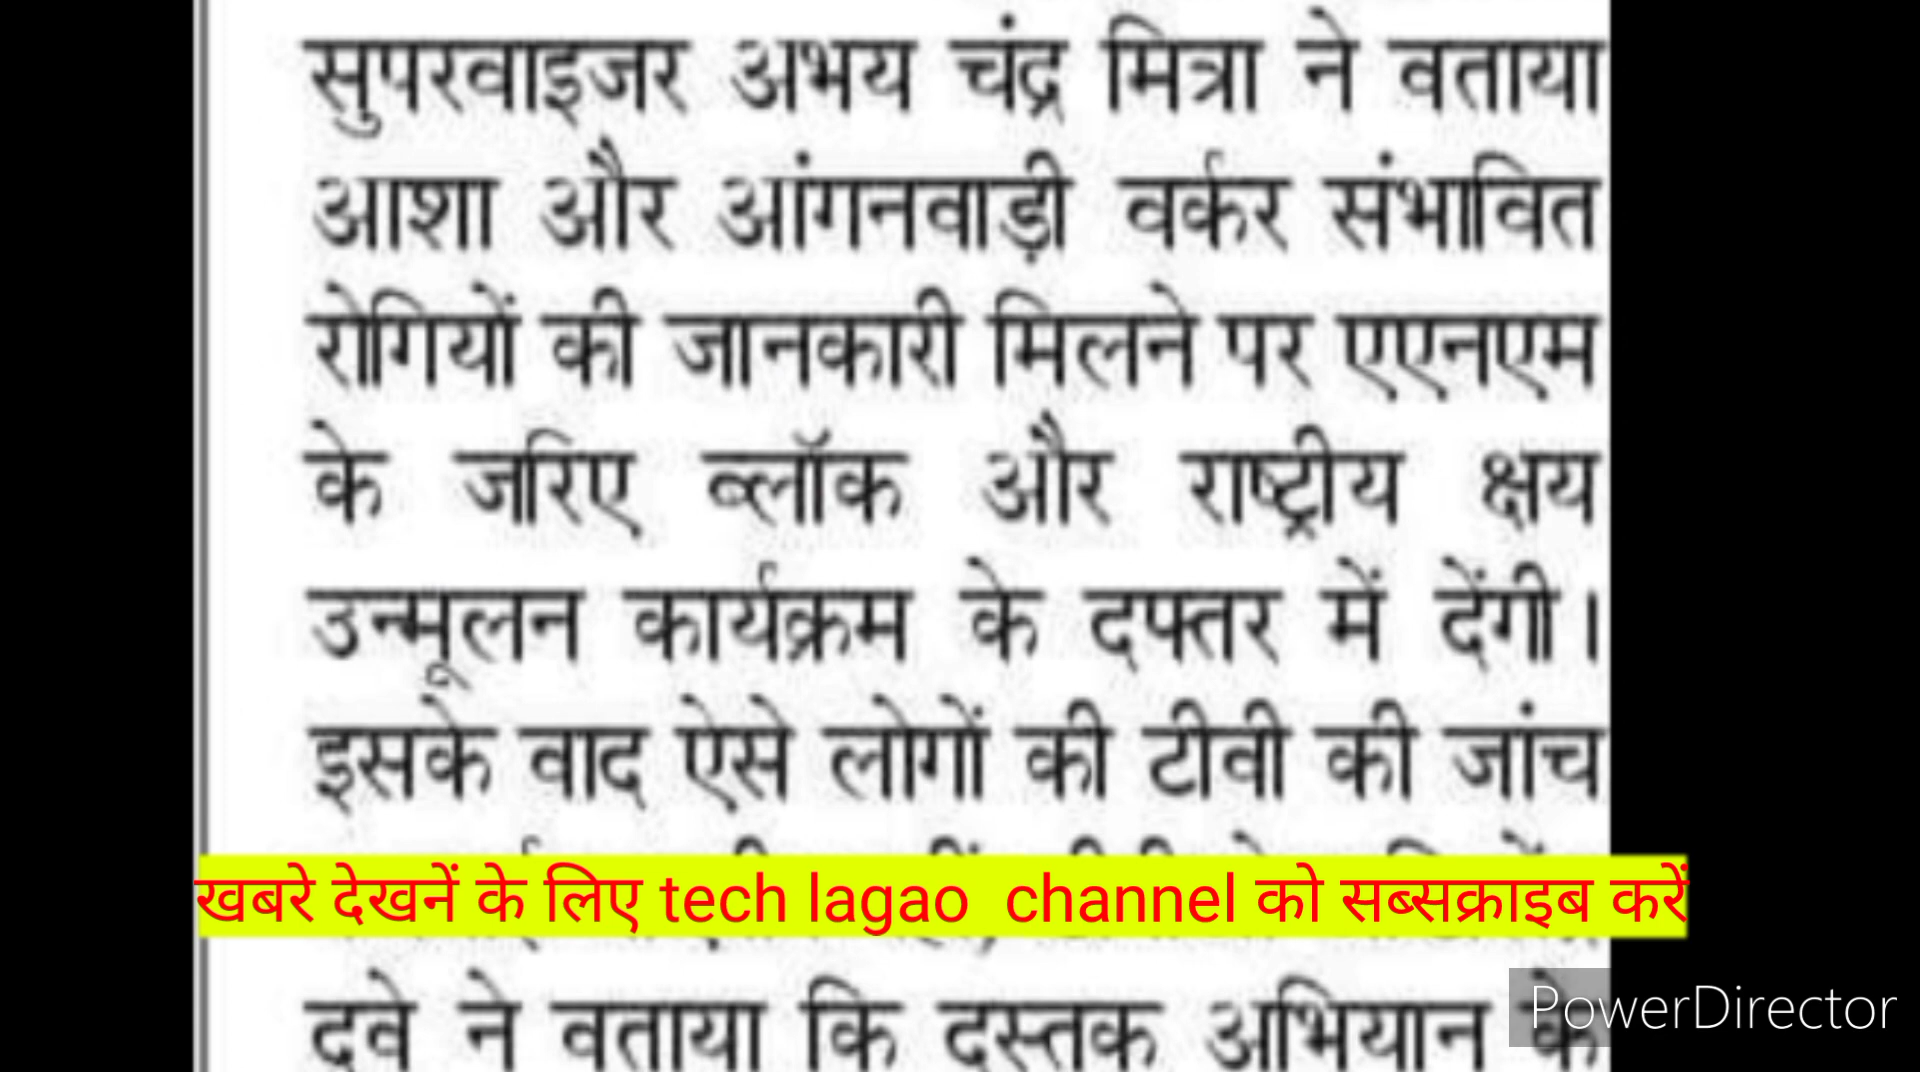 सुपरवाइजर अभय चंद्र मित्रा ने वताया
आशा और आंगनवाड़ी वर्कर संभावित
रोगियों की जानकारी मिलने पर एएनएम
के जरिए ब्लॉक और राष्ट्रीय क्षय
उन्मूलन कार्यक्रम के दफ्तर में देंगी।
इसके वाद ऐसे लोगों की टीवी की जांच
खबरे देखनें के लिए tech lagao channel को सब्सक्राइब करें
दवे ने वताया कि दस्तक अभियान के
PowerDirector